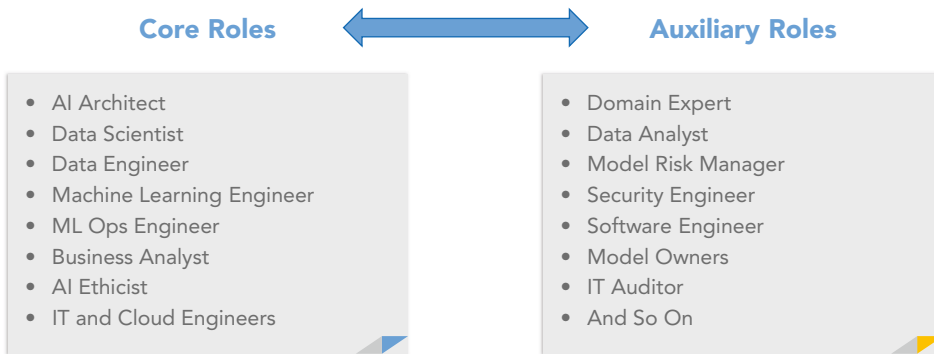 Core Roles
Auxiliary Roles
• AI Architect
• Data Scientist
• Data Engineer
• Machine Learning Engineer
• ML Ops Engineer
• Business Analyst
• AI Ethicist
• IT and Cloud Engineers
• Domain Expert
• Data Analyst
• Model Risk Manager
• Security Engineer
• Software Engineer
• Model Owners
• IT Auditor
• And So On